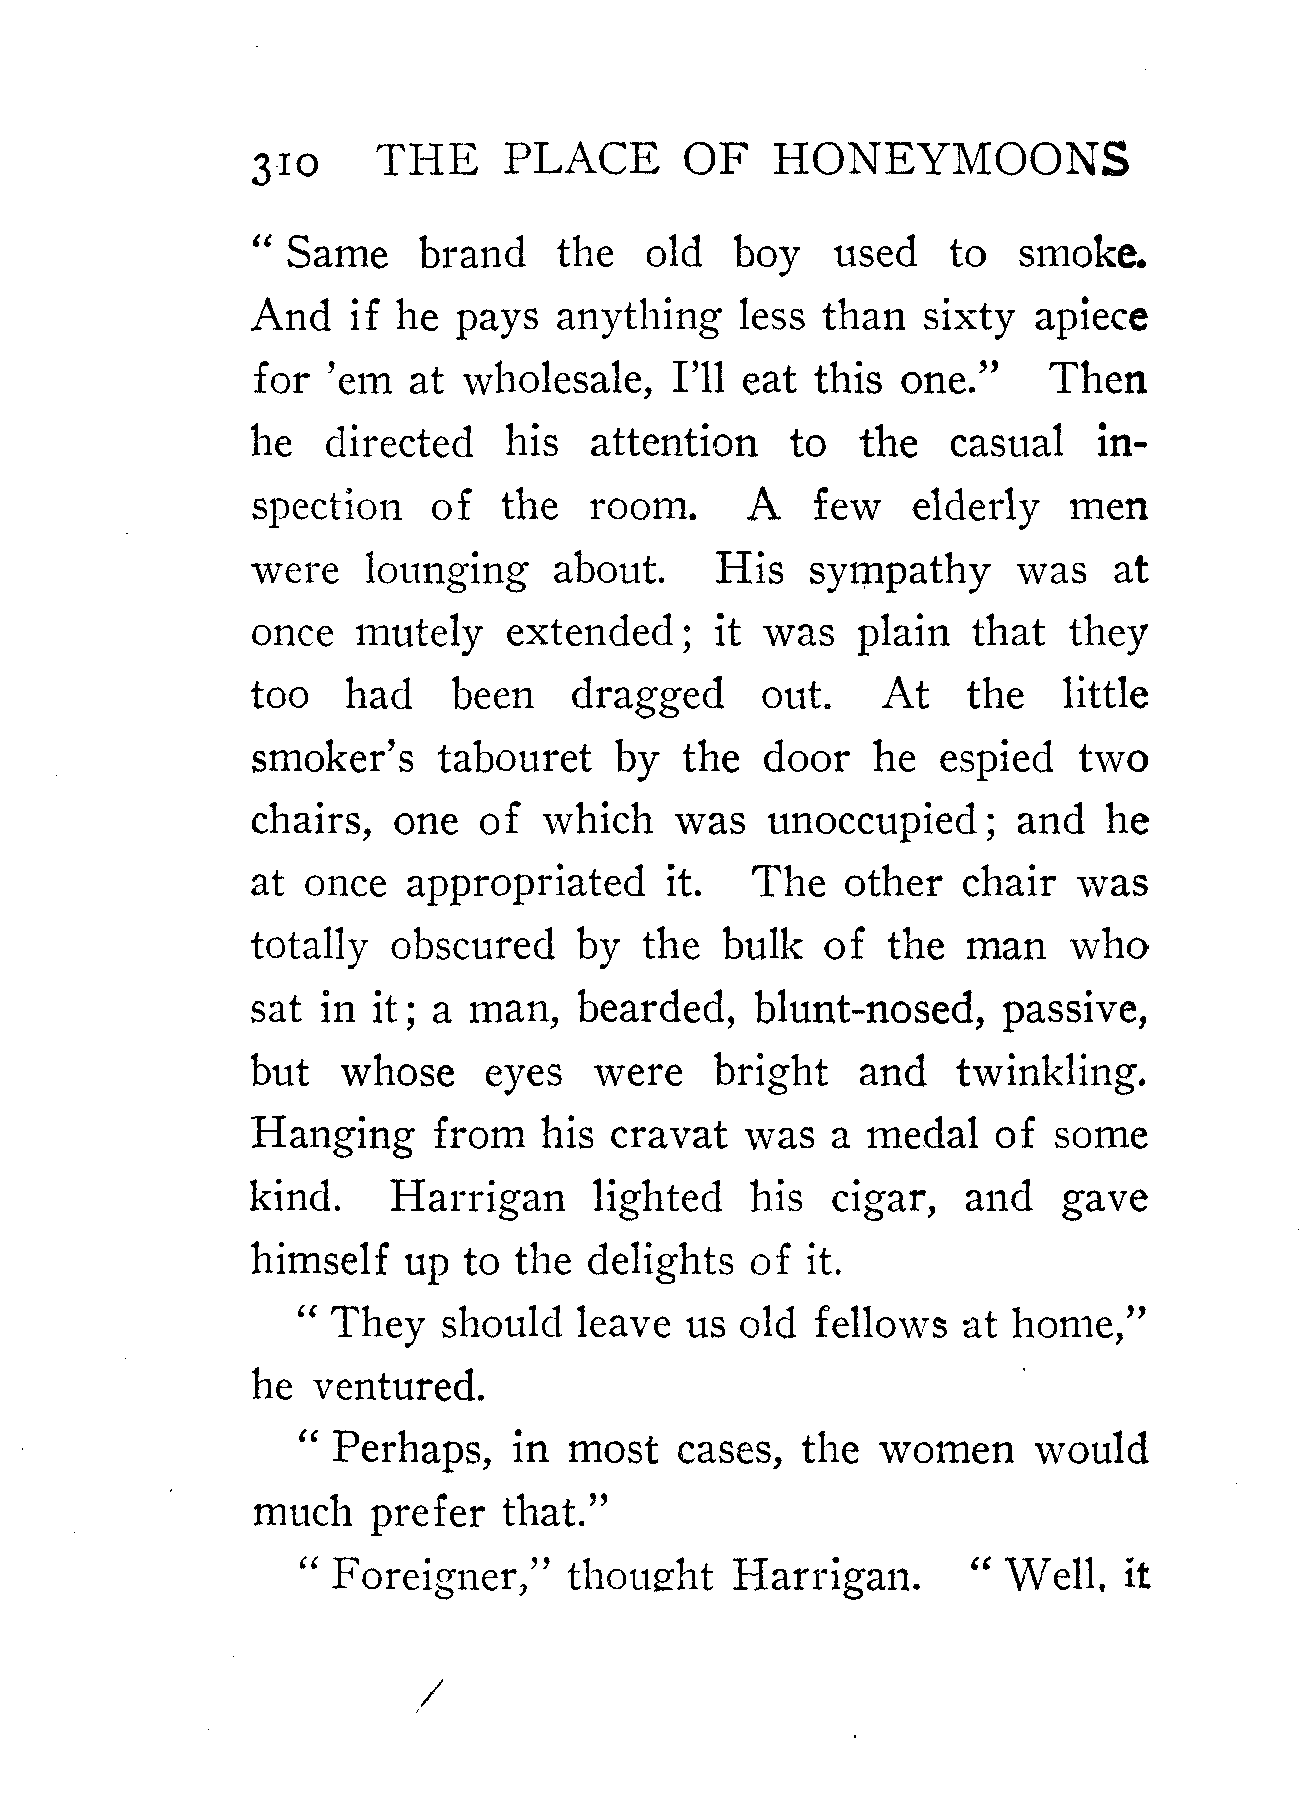 310 THE PLACE OF HONEYMOONS
“ Same brand the old boy used to smoke.
And if he pays anything less than sixty apiece
for ’em at wholesale, I’ll eat this one.” Then
he directed his attention to the casual in-
spection of the room. A few elderly men
were lounging about. His sympathy was at
once mutely extended; it was plain that they
too had been dragged out. At the little
smoker’s tabouret by the door he espied two
chairs, one of which was unoccupied; and he
at once appropriated it. The other chair was
totally obscured by the bulk of the man who
sat in it; a man, bearded, blunt-nosed, passive,
but whose eyes were bright and twinkling.
Hanging from his cravat was a medal of some
kind. Harrigan lighted his cigar, and gave
himself up to the delights of it.
“ They should leave us old fellows at home,”
he ventured.
“ Perhaps, in most cases, the women would
much prefer that.”
“ Foreigner,” thought Harrigan. “ Well, it